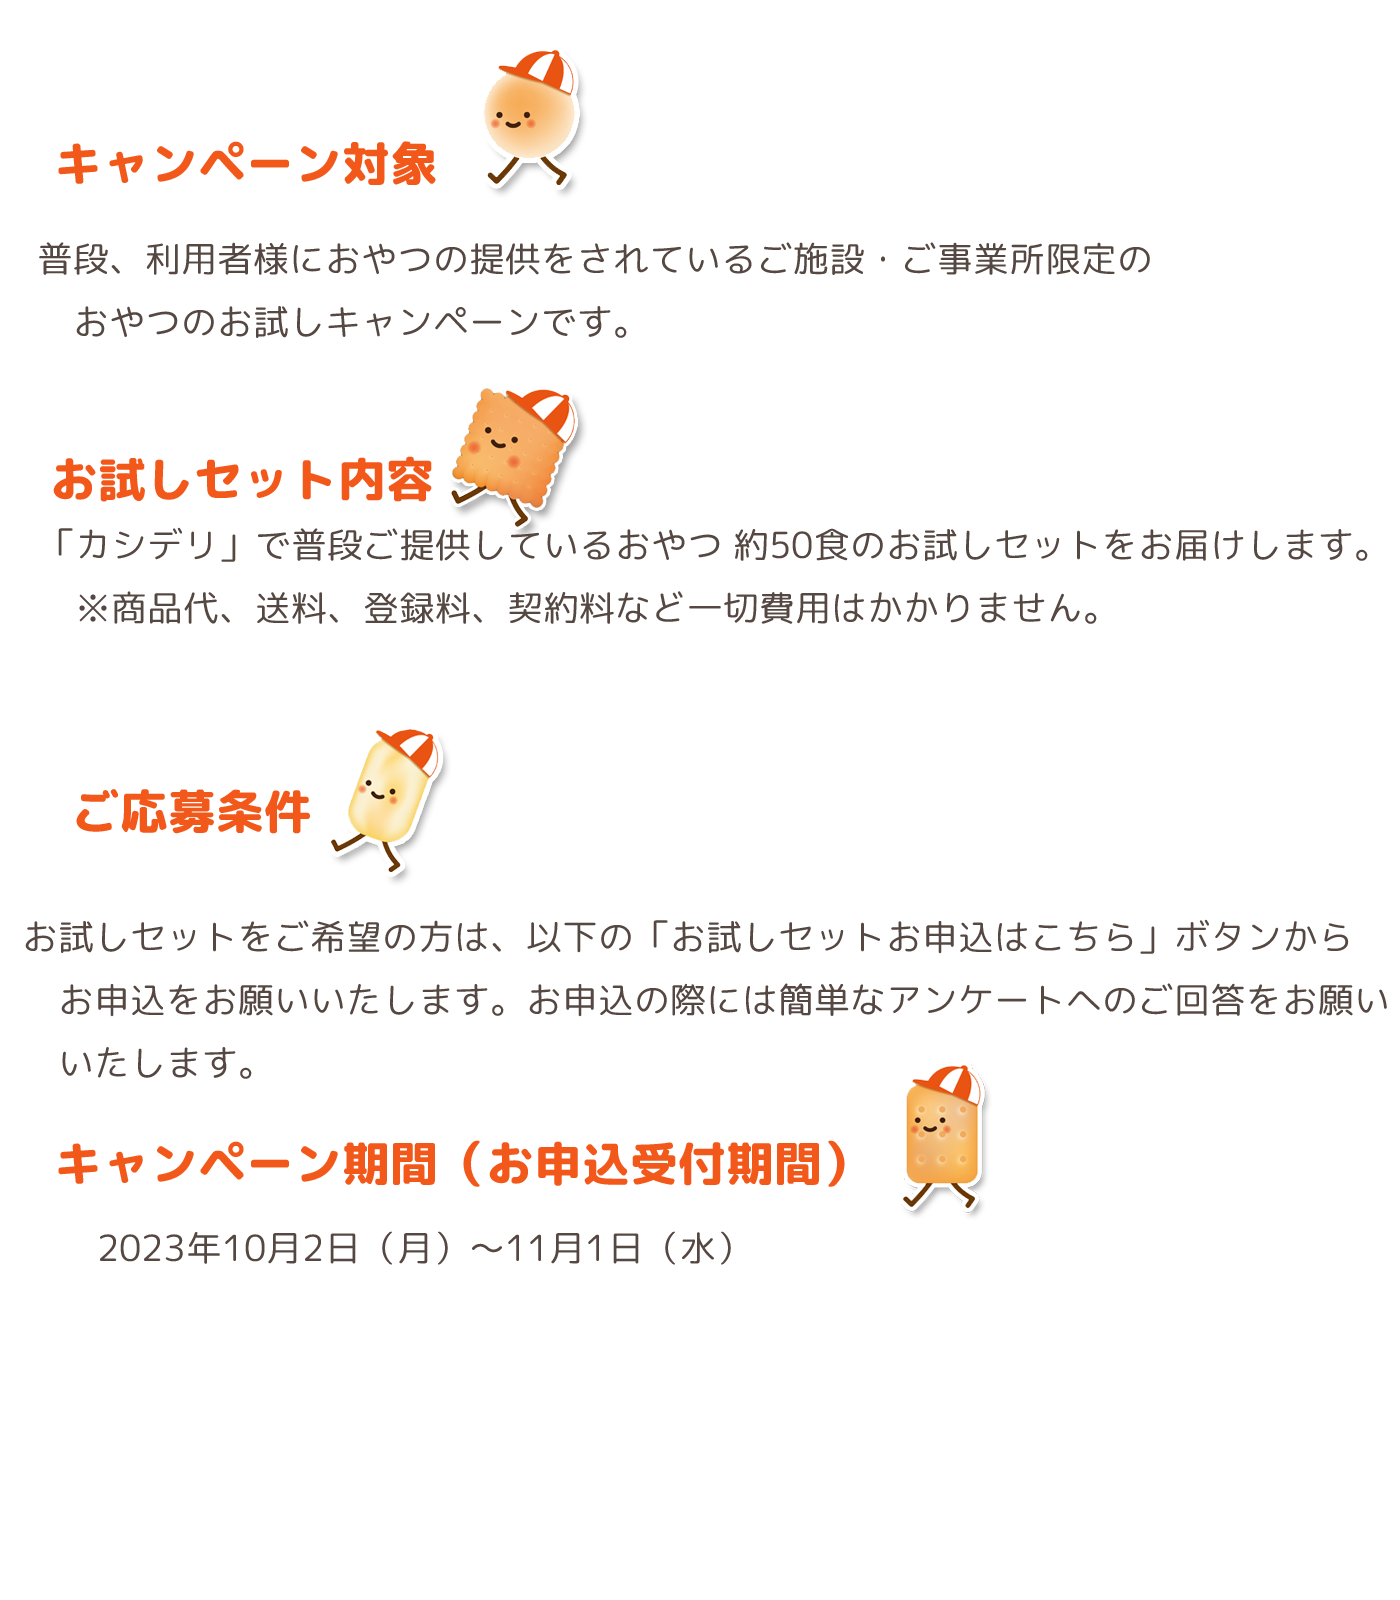 キャンペーン対象
普段、利用者様におやつの提供をされているご施設・ご事業所限定の
おやつのお試しキャンペーンです。
お試しセット内容
「カシデリ」で普段ご提供しているおやつ 約50食のお試しセットをお届けします。
※商品代、送料、登録料、契約料など一切費用はかかりません。
ご応募条件
お試しセットをご希望の方は、以下の「お試しセットお申込はこちら」ボタンから
お申込をお願いいたします。お申込の際には簡単なアンケートへのご回答をお願い
いたします。
キャンペーン期間（お申込受付期間）
2023年10月2日（月）～11月1日（水）